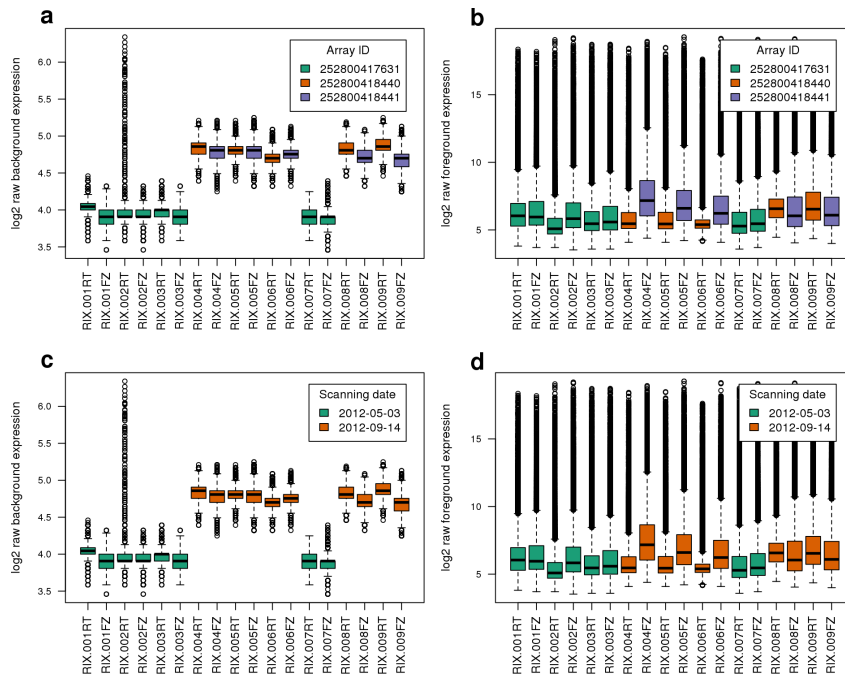 a
log2 raw background expression
6.0
5.5
5.0
4.5
4.0
3.5
Array ID
252800417631
252800418440
252800418441
RIX.001RT
RIX.001FZ
RIX.002RT
RIX.002FZ
RIX.003RT
RIX.003FZ
RIX.004RT
RIX.004FZ
RIX.005RT
RIX.005FZ
RIX.006RT
RIX.006FZ
RIX.007RT
RIX.007FZ
RIX.008RT
RIX.008FZ
RIX.009RT
RIX.009FZ
b
log2 raw foreground expression
15
10
5
Array ID
252800417631
252800418440
252800418441
RIX.001RT
RIX.001FZ
RIX.002RT
RIX.002FZ
RIX.003RT
RIX.003FZ
RIX.004RT
RIX.004FZ
RIX.005RT
RIX.005FZ
RIX.006RT
RIX.006FZ
RIX.007RT
RIX.007FZ
RIX.008RT
RIX.008FZ
RIX.009RT
RIX.009FZ
c
log2 raw background expression
6.0
5.5
5.0
4.5
4.0
3.5
Scanning date
2012-05-03
2012-09-14
RIX.001RT
RIX.001FZ
RIX.002RT
RIX.002FZ
RIX.003RT
RIX.003FZ
RIX.004RT
RIX.004FZ
RIX.005RT
RIX.005FZ
RIX.006RT
RIX.006FZ
RIX.007RT
RIX.007FZ
RIX.008RT
RIX.008FZ
RIX.009RT
RIX.009FZ
d
log2 raw foreground expression
15
10
5
Scanning date
2012-05-03
2012-09-14
RIX.001RT
RIX.001FZ
RIX.002RT
RIX.002FZ
RIX.003RT
RIX.003FZ
RIX.004RT
RIX.004FZ
RIX.005RT
RIX.005FZ
RIX.006RT
RIX.006FZ
RIX.007RT
RIX.007FZ
RIX.008RT
RIX.008FZ
RIX.009RT
RIX.009FZ